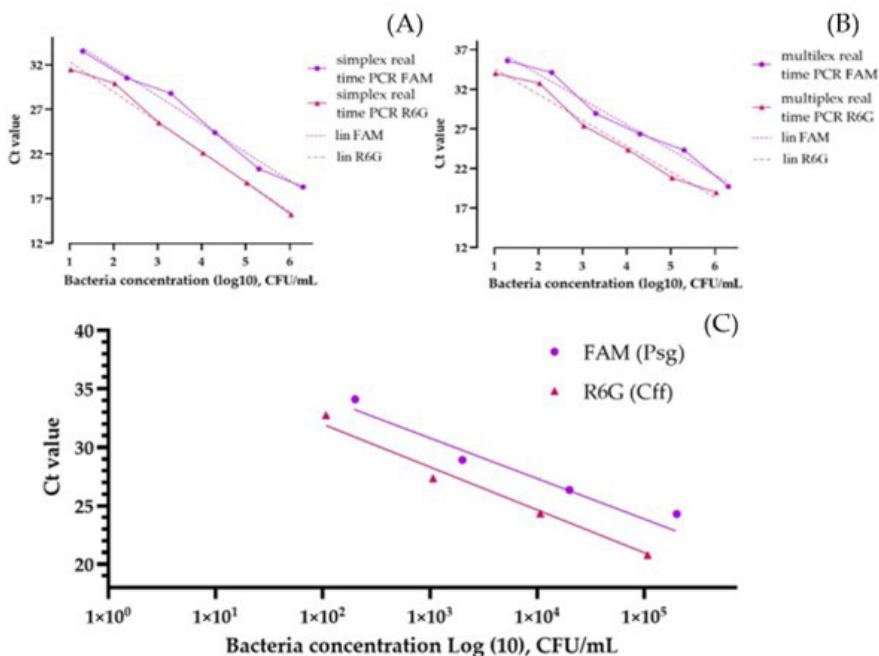 (A)
32
27
22
17
12
Ct value
1 2 3 4 5 6
Bacteria concentration (log10), CFU/mL
simplex real
time PCR FAM
simplex real
time PCR R6G
lin FAM
lin R6G
(B)
37
32
27
22
17
12
Ct value
1 2 3 4 5 6
Bacteria concentration (log10), CFU/mL
multilex real
time PCR FAM
multiplex real
time PCR R6G
lin FAM
lin R6G
(C)
40
35
30
25
20
Ct value
FAM (Psg)
R6G (Cff)
1×10⁰ 1×10¹ 1×10² 1×10³ 1×10⁴ 1×10⁵
Bacteria concentration Log (10), CFU/mL